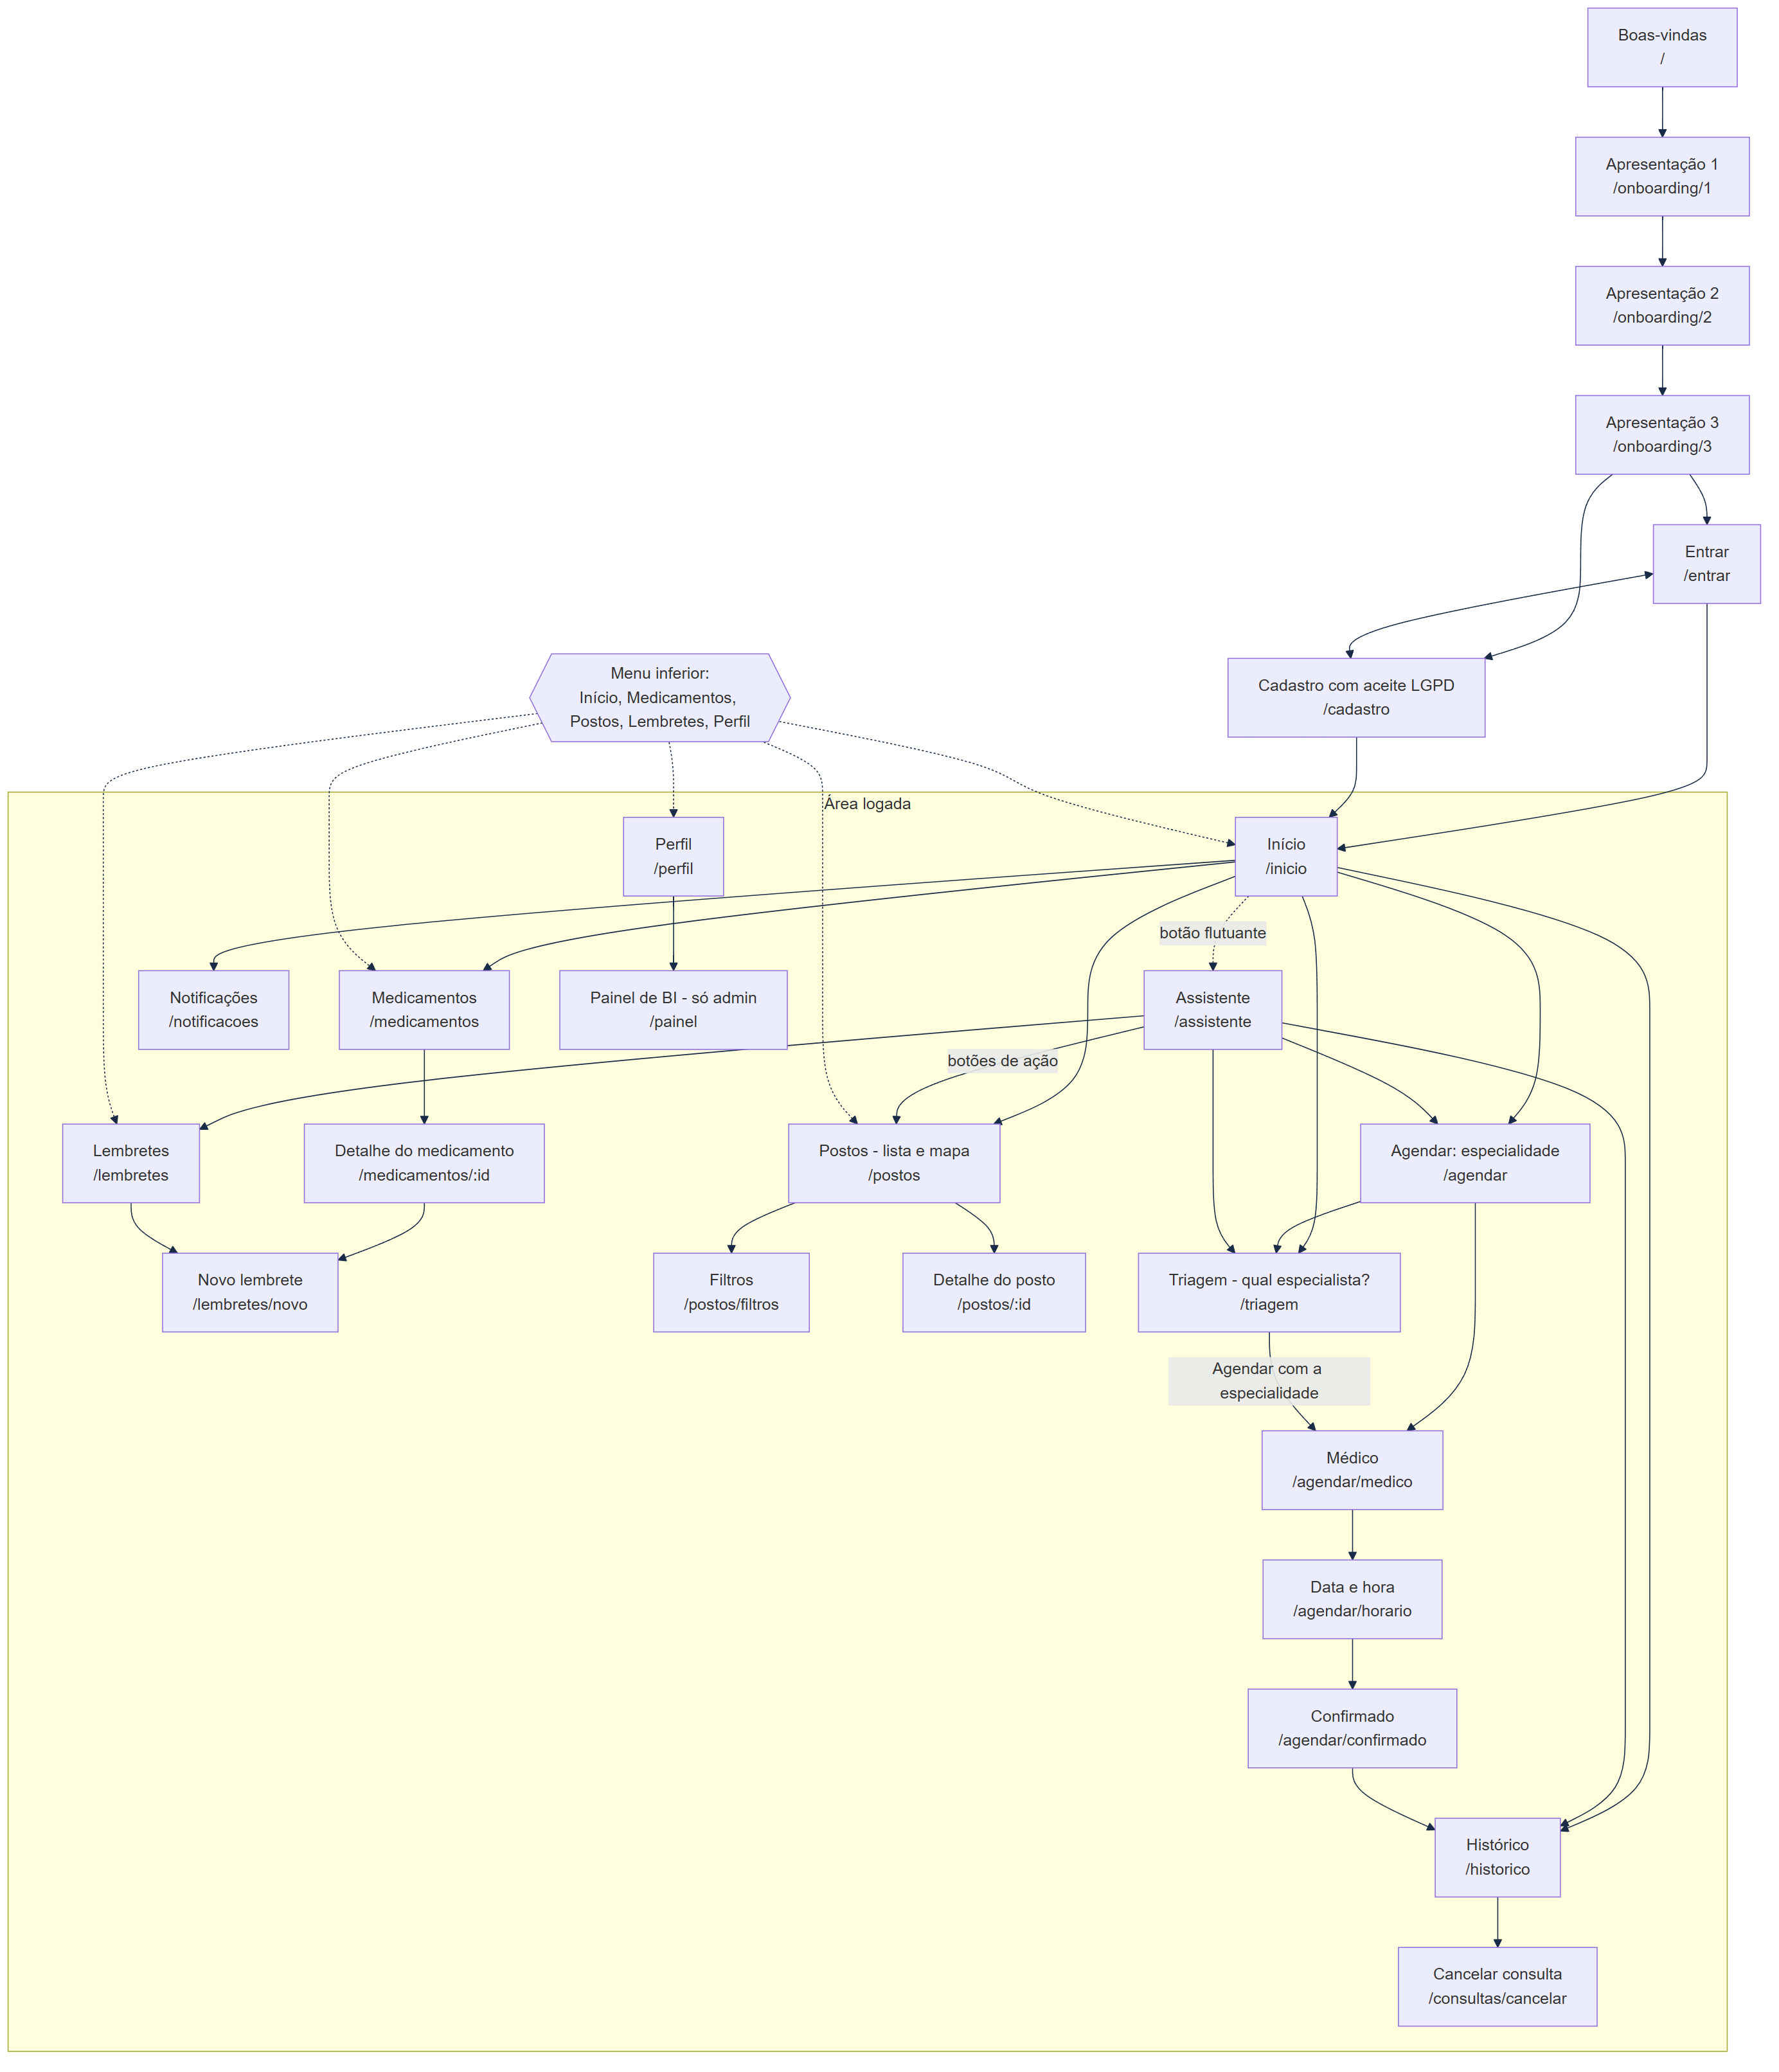 Boas-vindas
/
Apresentação 1
/onboarding/1
Apresentação 2
/onboarding/2
Apresentação 3
/onboarding/3
Entrar
/entrar
Menu inferior:
Início, Medicamentos,
Postos, Lembretes, Perfil
Cadastro com aceite LGPD
/cadastro
Área logada
Perfil
/perfil
Início
/inicio
botão flutuante
Notificações
/notificacoes
Medicamentos
/medicamentos
Painel de BI - só admin
/painel
Assistente
/assistente
botões de ação
Lembretes
/lembretes
Detalhe do medicamento
/medicamentos/:id
Postos - lista e mapa
/postos
Agendar: especialidade
/agendar
Novo lembrete
/lembretes/novo
Filtros
/postos/filtros
Detalhe do posto
/postos/:id
Triagem - qual especialista?
/triagem
Agendar com a
especialidade
Médico
/agendar/medico
Data e hora
/agendar/horario
Confirmado
/agendar/confirmado
Histórico
/historico
Cancelar consulta
/consultas/cancelar